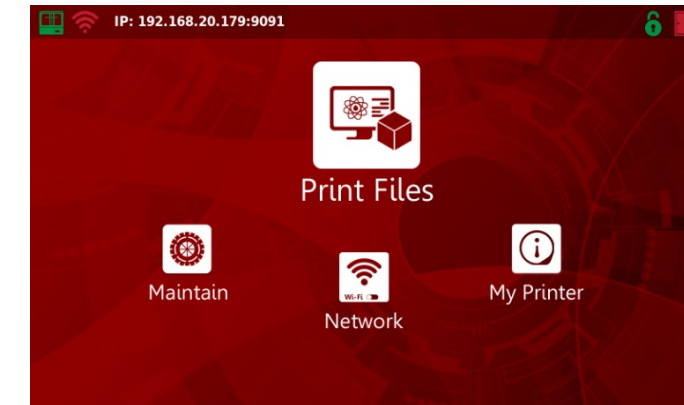 IP: 192.168.20.179:9091
Print Files
Maintain
My Printer
Wi-Fi
Network